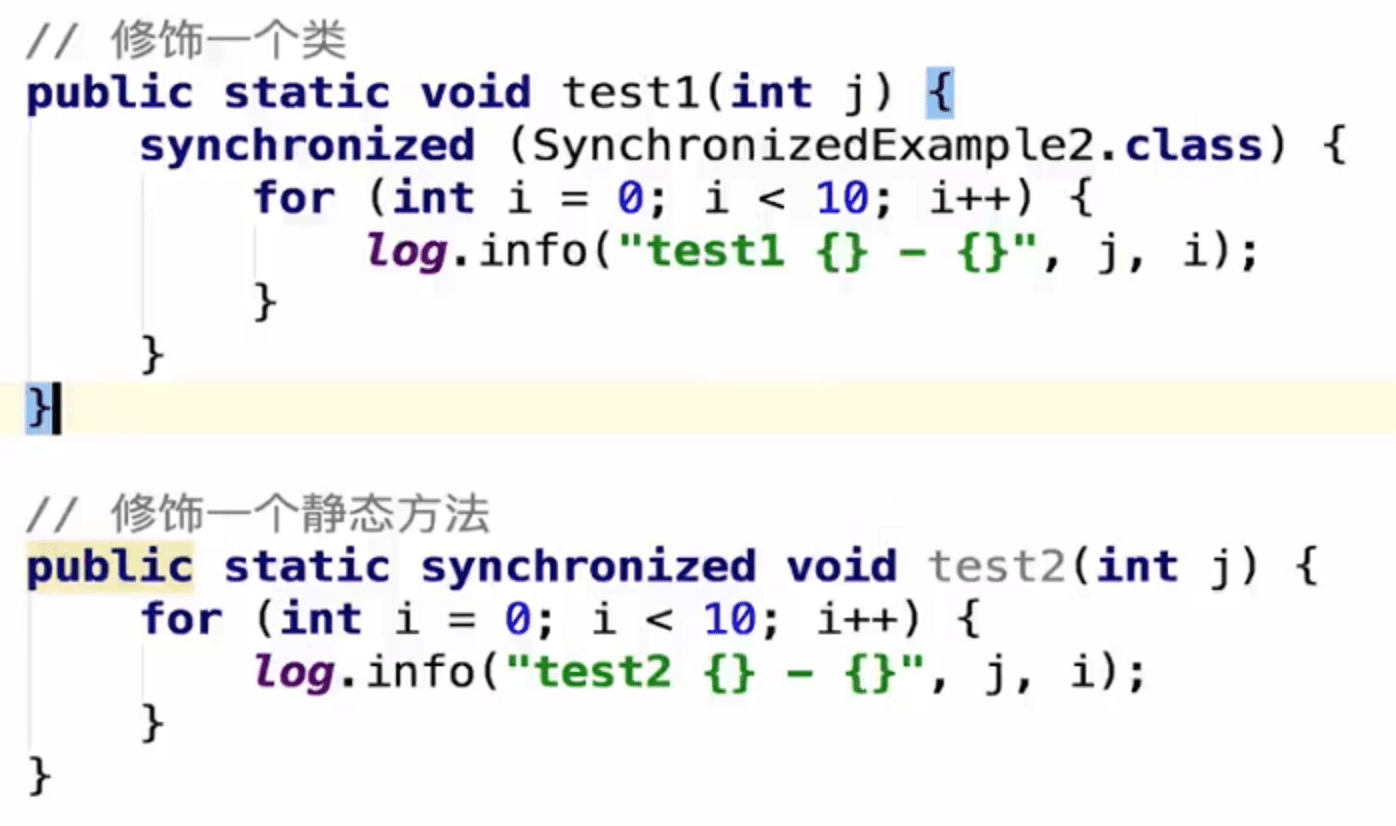 // 修饰一个类
public static void test1(int j) {
    synchronized (SynchronizedExample2.class) {
        for (int i = 0; i < 10; i++) {
            log.info("test1 {} - {}", j, i);
        }
    }
}

// 修饰一个静态方法
public static synchronized void test2(int j) {
    for (int i = 0; i < 10; i++) {
        log.info("test2 {} - {}", j, i);
    }
}